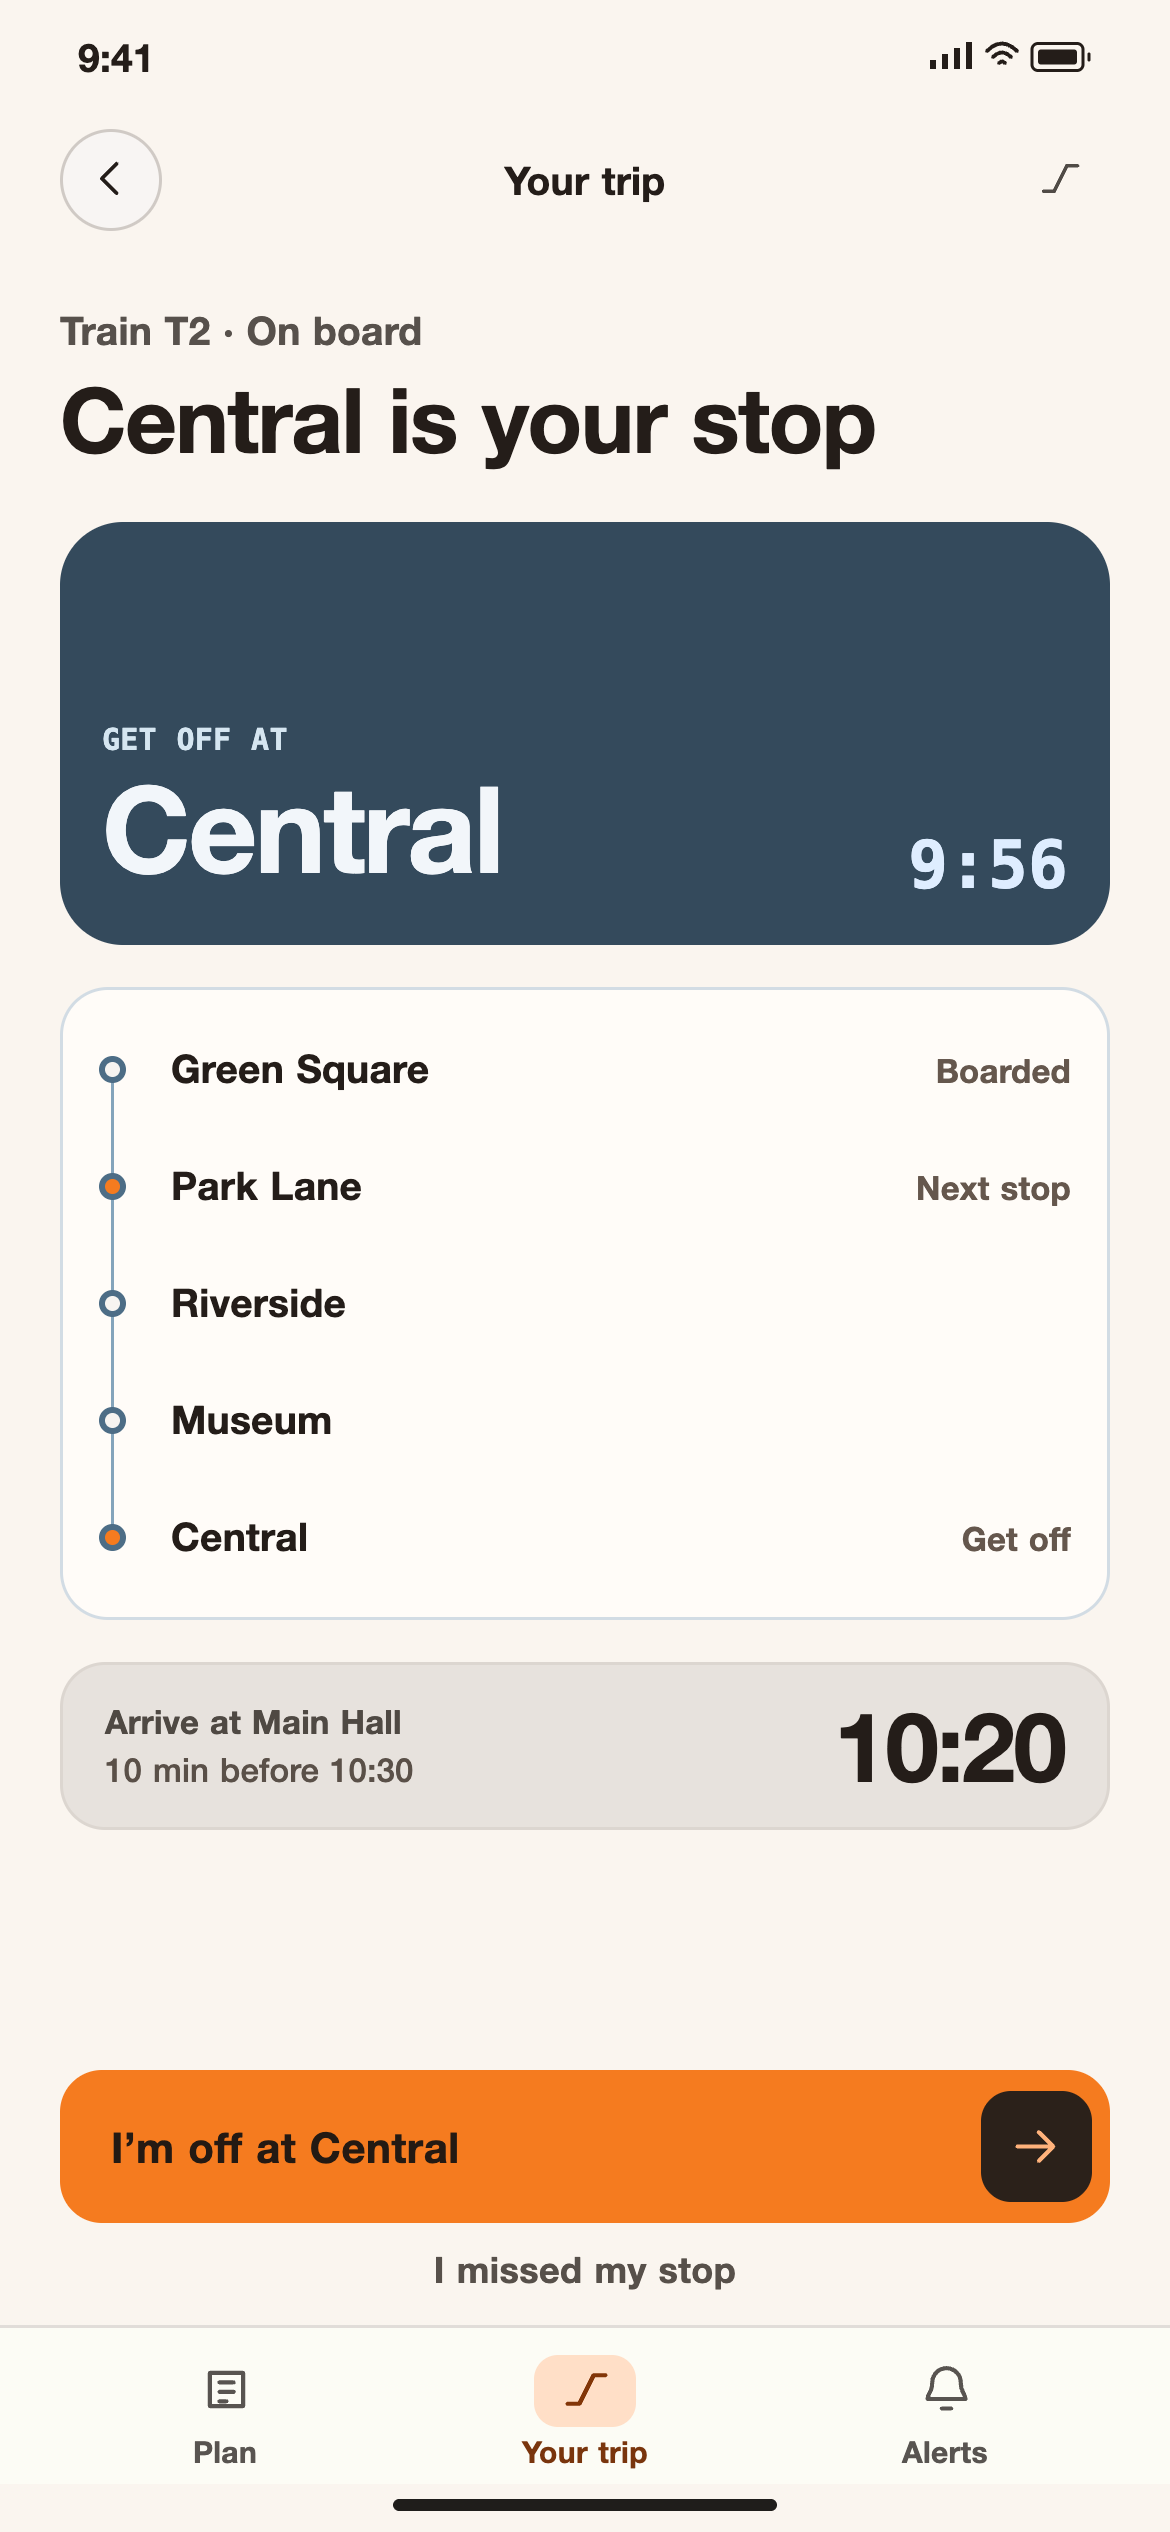 9:41
Your trip
Train T2 · On board
Central is your stop
GET OFF AT
Central
9:56
Green Square
Boarded
Park Lane
Next stop
Riverside
Museum
Central
Get off
Arrive at Main Hall
10 min before 10:30
10:20
I’m off at Central
I missed my stop
Plan
Your trip
Alerts